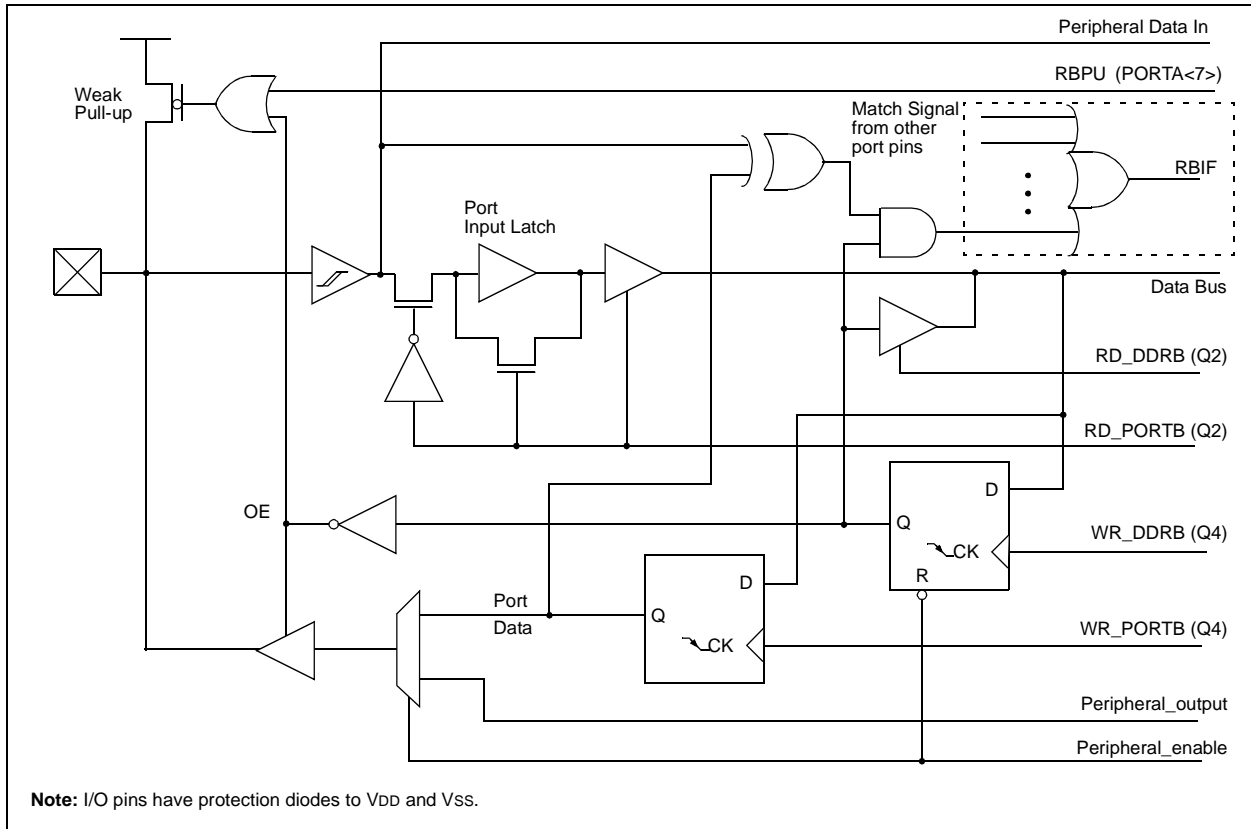 Peripheral Data In
RBPU (PORTA<7>)
Weak
Pull-up
Match Signal
from other
port pins
RBIF
Port
Input Latch
Data Bus
RD_DDRB (Q2)
RD_PORTB (Q2)
D
OE
Q
CK
WR_DDRB (Q4)
R
D
Port
Data
Q
CK
WR_PORTB (Q4)
Peripheral_output
Peripheral_enable
Note: I/O pins have protection diodes to VDD and VSS.